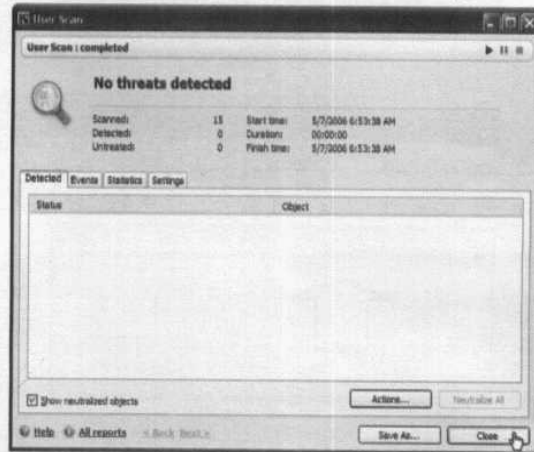 User Scan
User Scan : completed
No threats detected
Scanned: 15 Start time: 5/7/2006 6:53:38 AM
Detected: 0 Duration: 00:00:00
Untreated: 0 Finish time: 5/7/2006 6:53:38 AM
Detected Events Statistics Settings
Status Object
Show neutralized objects Actions... Neutralize All
Help All reports < Back Next > Save As... Close